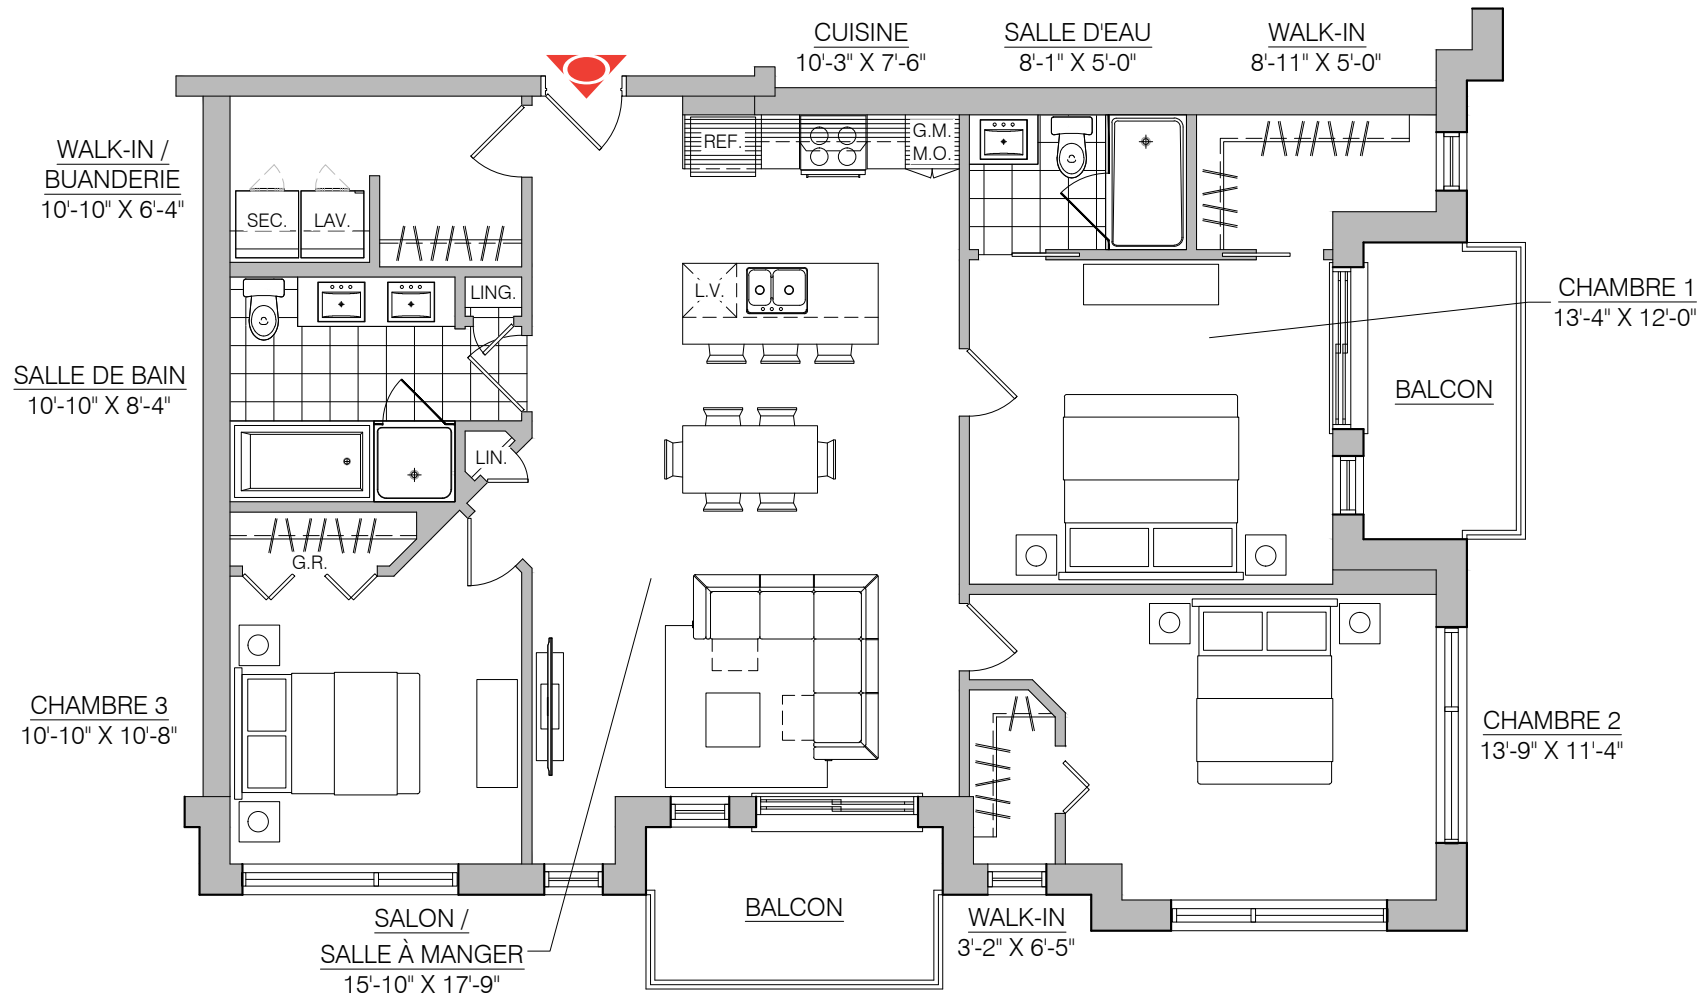 CUISINE
10'-3" X 7'-6"
SALLE D'EAU
8'-1" X 5'-0"
WALK-IN
8'-11" X 5'-0"
WALK-IN /
BUANDERIE
10'-10" X 6'-4"
REF.
G.M.
M.O.
SEC.
LAV.
LING.
L.V.
CHAMBRE 1
13'-4" X 12'-0"
SALLE DE BAIN
10'-10" X 8'-4"
BALCON
LIN.
G.R.
CHAMBRE 3
10'-10" X 10'-8"
CHAMBRE 2
13'-9" X 11'-4"
SALON /
SALLE À MANGER
15'-10" X 17'-9"
BALCON
WALK-IN
3'-2" X 6'-5"